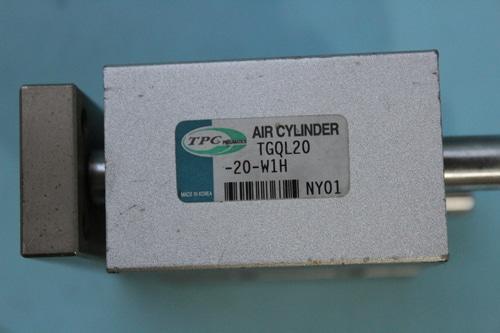 TPC PNEUMATICS
AIR CYLINDER
TGQL20
-20-W1H
MADE IN KOREA
NY01